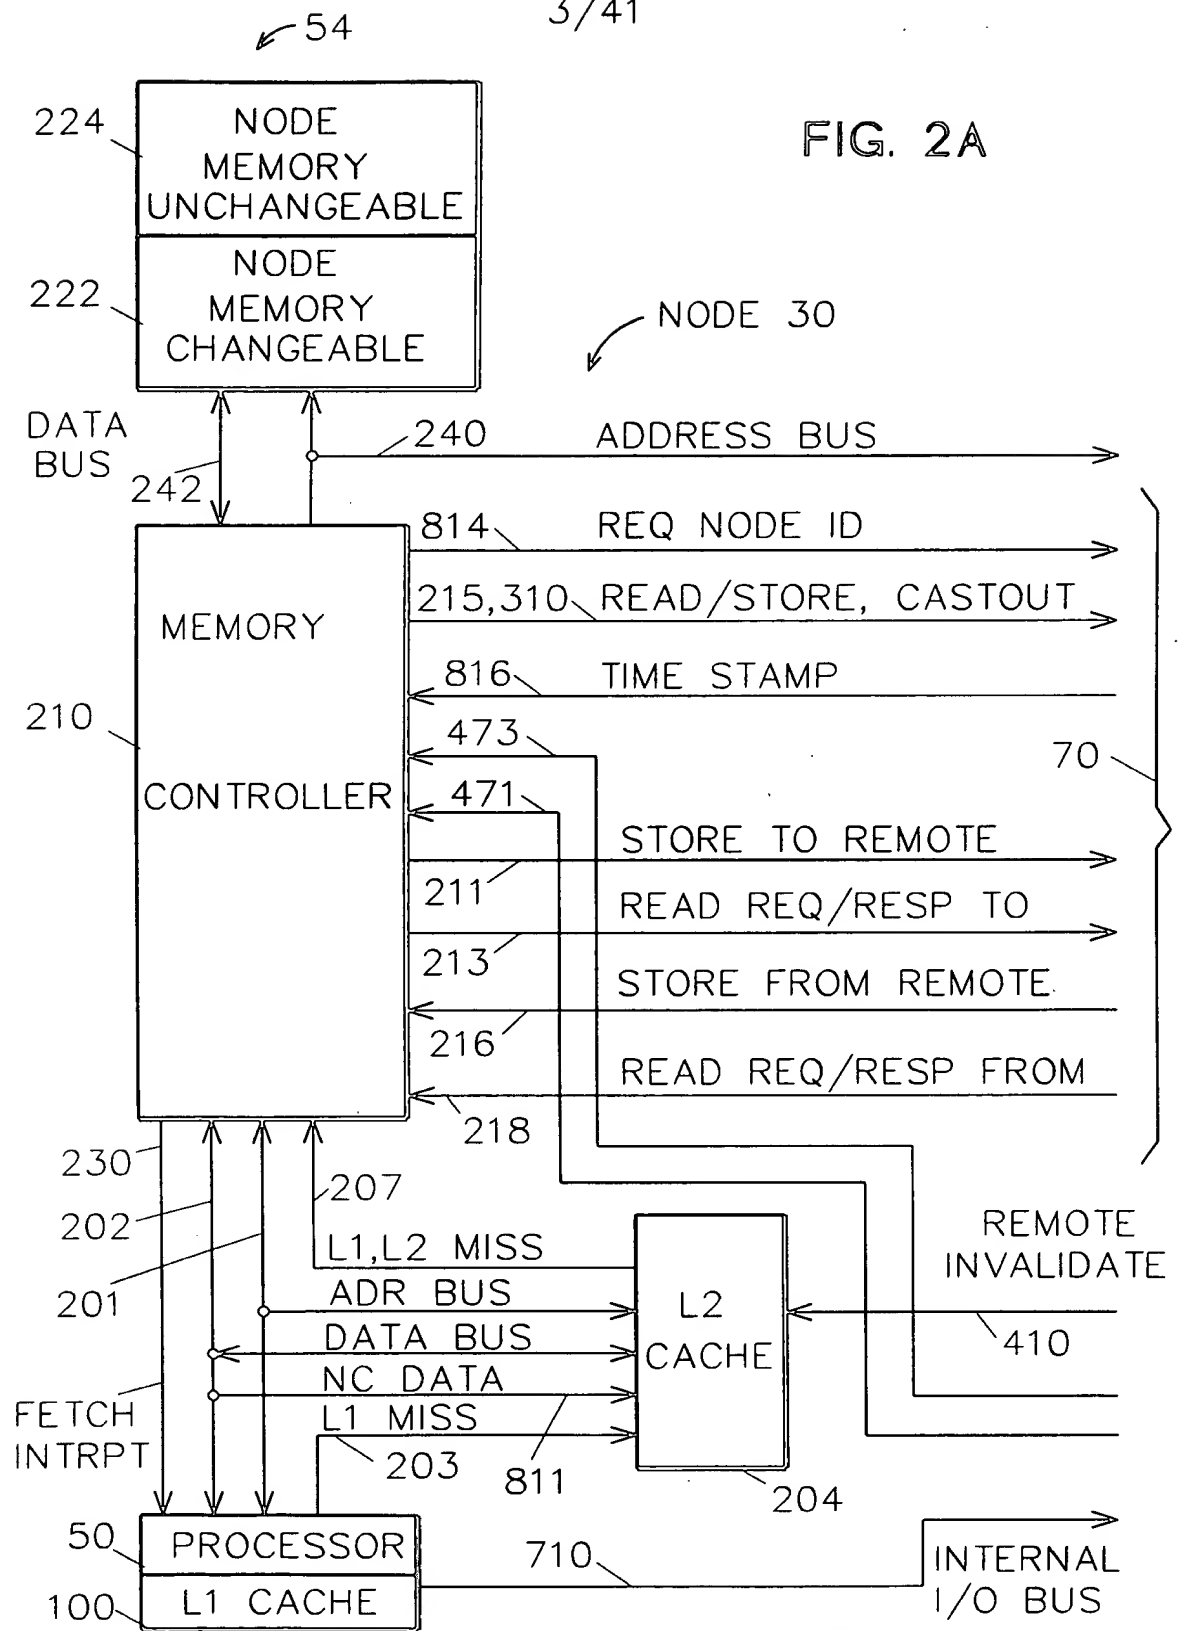 3/41
54
FIG. 2A
224
NODE
MEMORY
UNCHANGEABLE
222
NODE
MEMORY
CHANGEABLE
NODE 30
DATA
BUS
242
240
ADDRESS BUS
814
REQ NODE ID
215,310
READ/STORE, CASTOUT
816
TIME STAMP
210
MEMORY
CONTROLLER
473
471
70
STORE TO REMOTE
211
READ REQ/RESP TO
213
STORE FROM REMOTE
216
READ REQ/RESP FROM
218
230
202
201
207
L1,L2 MISS
ADR BUS
DATA BUS
NC DATA
L1 MISS
203
811
L2
CACHE
204
REMOTE
INVALIDATE
410
FETCH
INTRPT
50
PROCESSOR
100
L1 CACHE
710
INTERNAL
I/O BUS